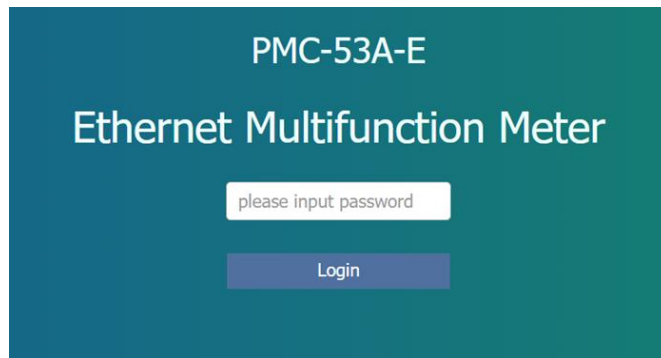 PMC-53A-E
Ethernet Multifunction Meter
please input password
Login